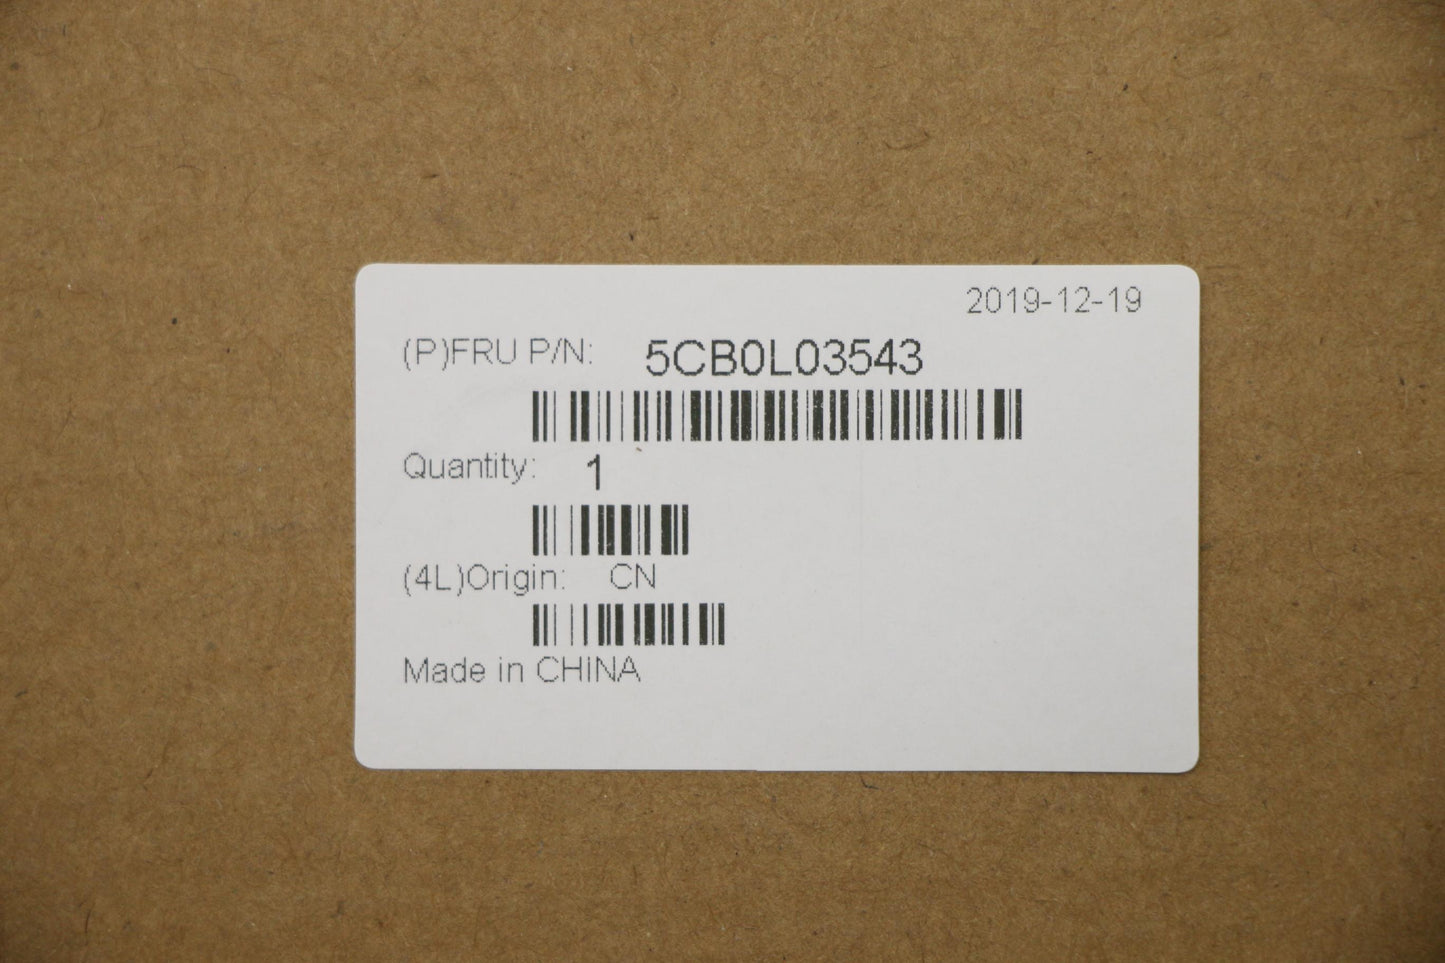 2019-12-19
(P)FRU P/N: 5CB0L03543
Quantity: 1
(4L)Origin: CN
Made in CHINA